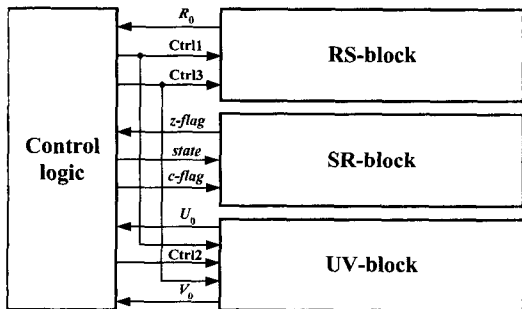 R₀
Ctrl1
Ctrl3
RS-block
Control
logic
z-flag
state
c-flag
SR-block
U₀
Ctrl2
V₀
UV-block